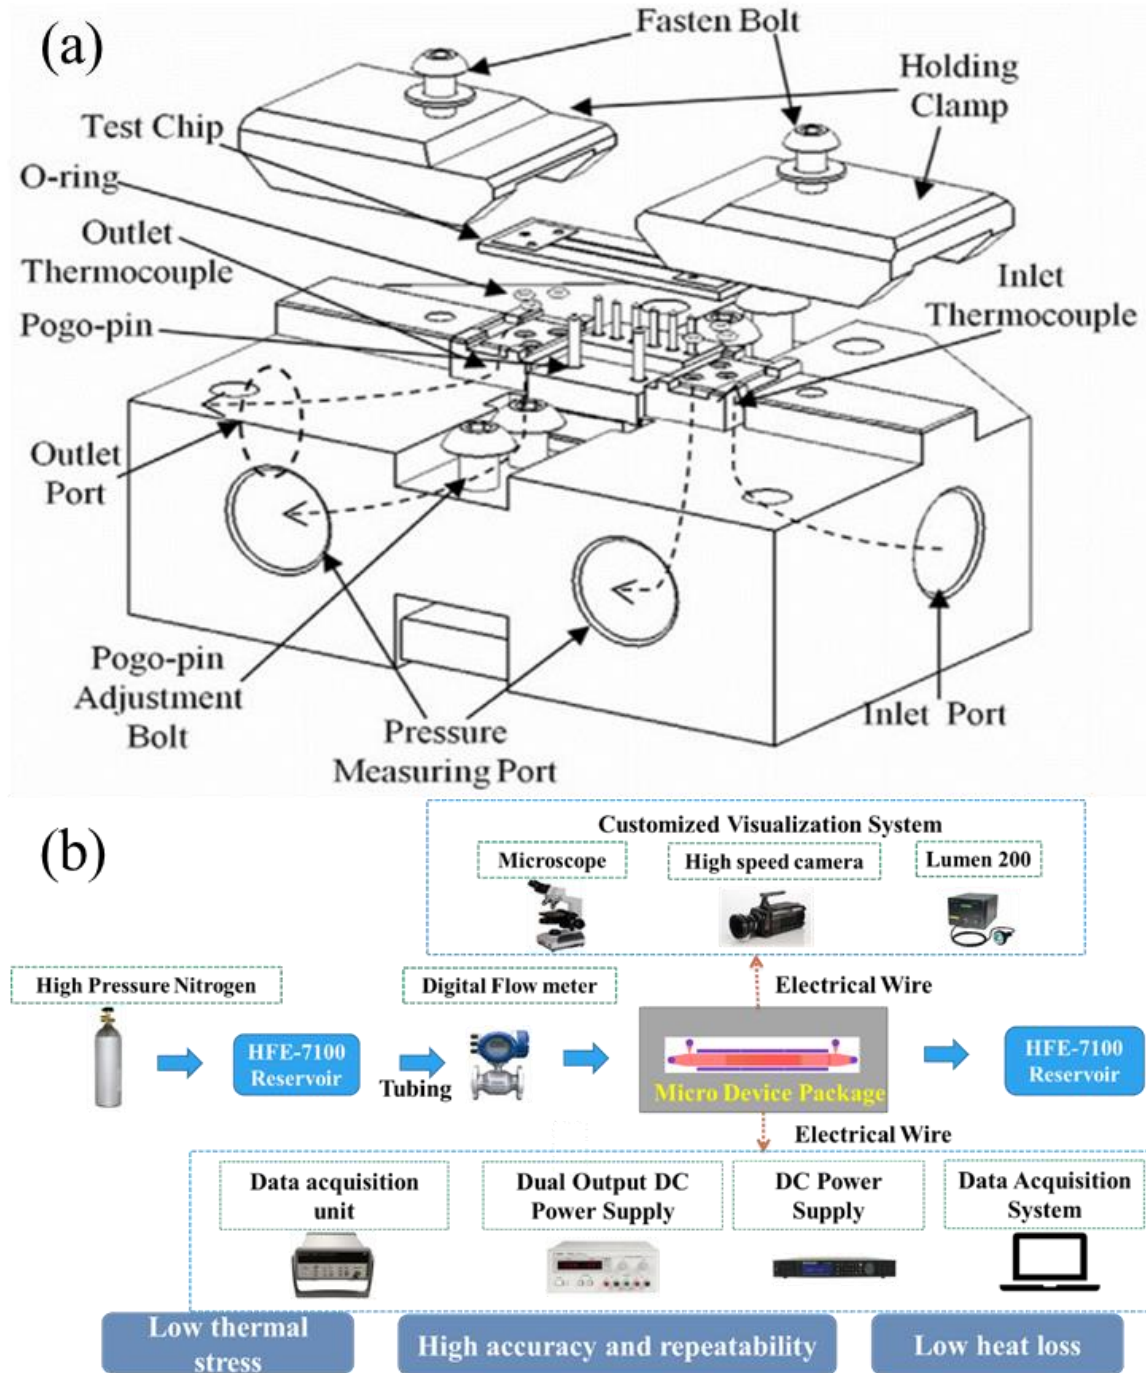 (a)
Fasten Bolt
Holding
Clamp
Test Chip
O-ring
Outlet
Thermocouple
Inlet
Thermocouple
Pogo-pin
Outlet
Port
Pogo-pin
Adjustment
Bolt
Pressure
Measuring Port
Inlet Port
(b)
Customized Visualization System
Microscope
High speed camera
Lumen 200
High Pressure Nitrogen
Digital Flow meter
Electrical Wire
HFE-7100
Reservoir
Tubing
Micro Device Package
HFE-7100
Reservoir
Electrical Wire
Data acquisition
unit
Dual Output DC
Power Supply
DC Power
Supply
Data Acquisition
System
Low thermal
stress
High accuracy and repeatability
Low heat loss